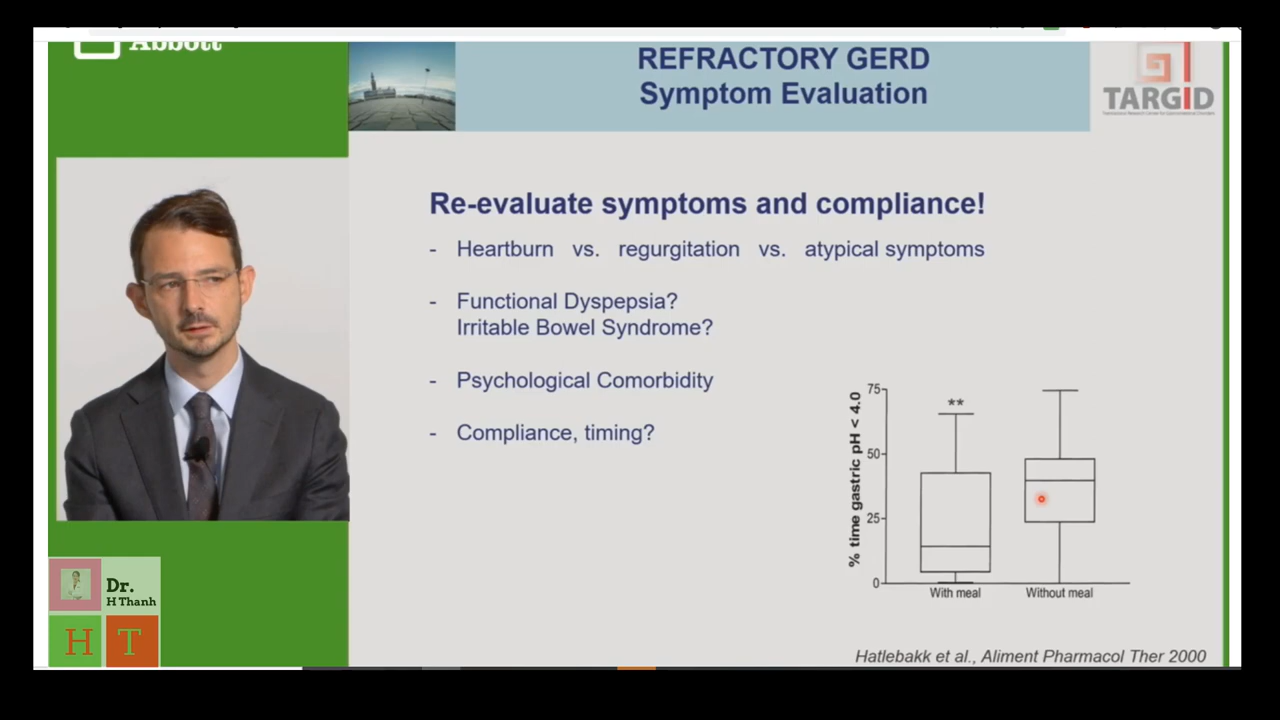 Abbott
REFRACTORY GERD
Symptom Evaluation
TARGID
Re-evaluate symptoms and compliance!
- Heartburn vs. regurgitation vs. atypical symptoms
- Functional Dyspepsia?
Irritable Bowel Syndrome?
- Psychological Comorbidity
- Compliance, timing?
% time gastric pH < 4.0
75
50
25
0
**
With meal
Without meal
Hatlebakk et al., Aliment Pharmacol Ther 2000
Dr.
H Thanh
H T